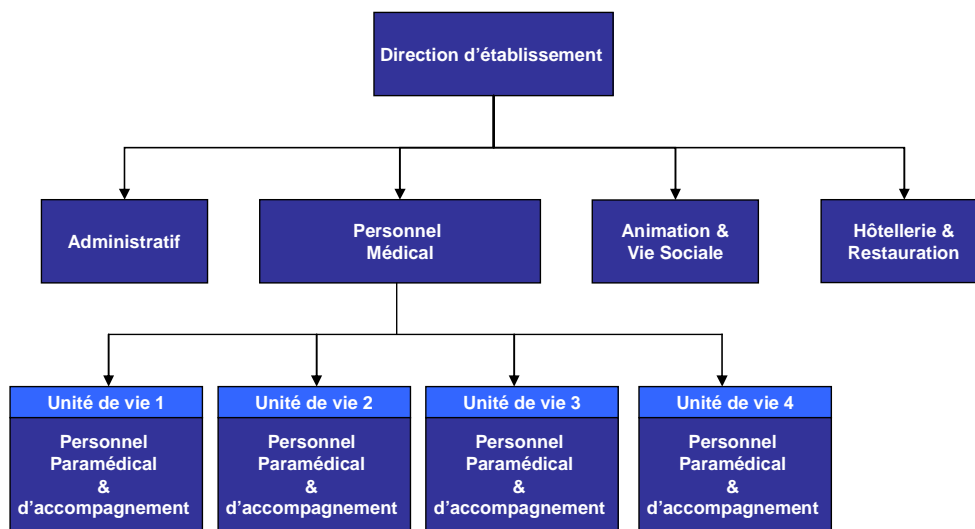 Direction d’établissement
Administratif
Personnel
Médical
Animation &
Vie Sociale
Hôtellerie &
Restauration
Unité de vie 1
Personnel
Paramédical
&
d’accompagnement
Unité de vie 2
Personnel
Paramédical
&
d’accompagnement
Unité de vie 3
Personnel
Paramédical
&
d’accompagnement
Unité de vie 4
Personnel
Paramédical
&
d’accompagnement